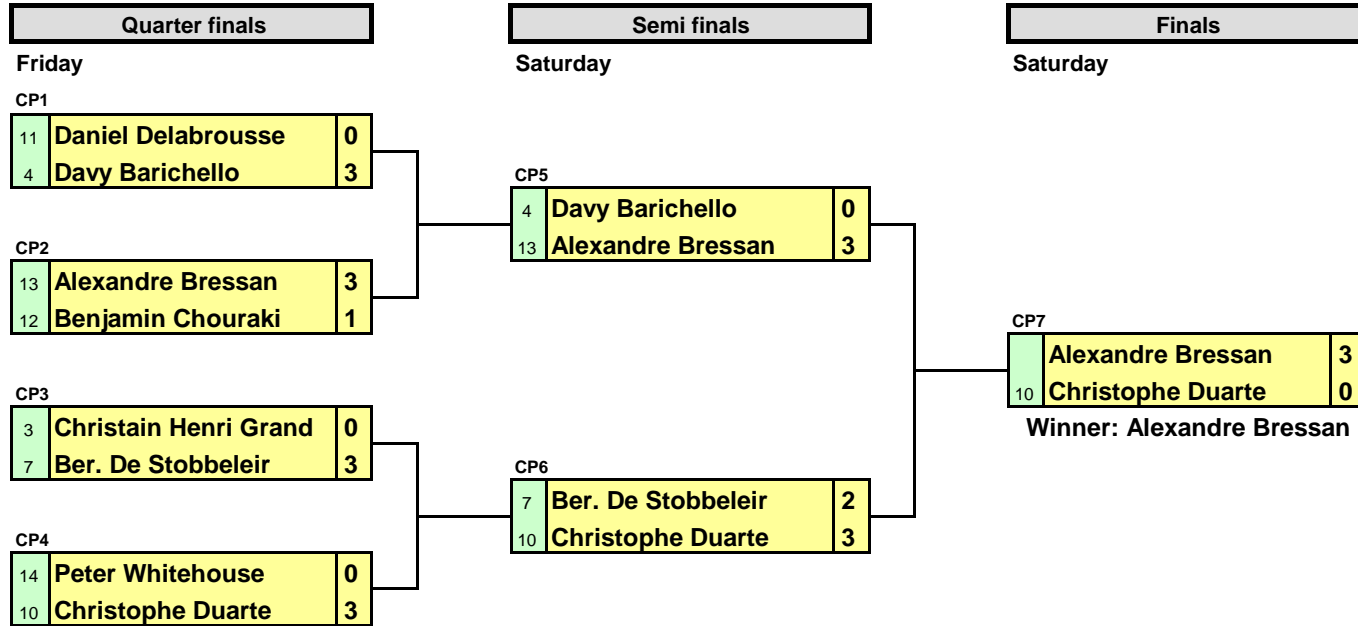 Quarter finals
Semi finals
Finals
Friday
Saturday
Saturday
CP1
11 Daniel Delabrousse 0
4 Davy Barichello 3
CP2
13 Alexandre Bressan 3
12 Benjamin Chouraki 1
CP3
3 Christain Henri Grand 0
7 Ber. De Stobbeleir 3
CP4
14 Peter Whitehouse 0
10 Christophe Duarte 3
CP5
4 Davy Barichello 0
13 Alexandre Bressan 3
CP6
7 Ber. De Stobbeleir 2
10 Christophe Duarte 3
CP7
Alexandre Bressan 3
10 Christophe Duarte 0
Winner: Alexandre Bressan